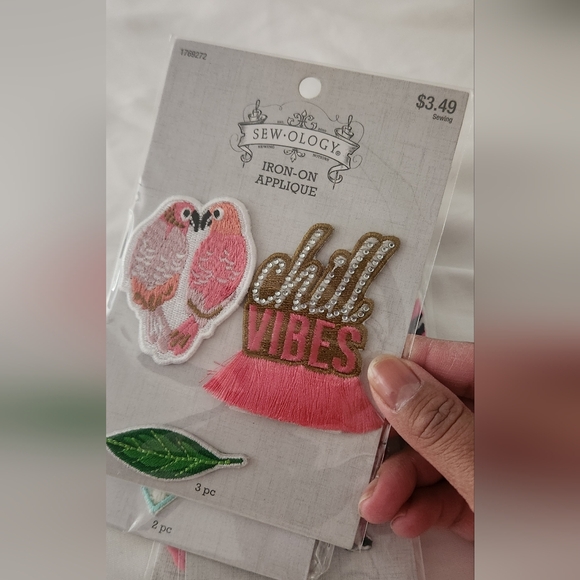 1768272
$3.49
Sewing
SEW·OLOGY®
IRON-ON
APPLIQUE
chill
VIBES
3 pc
2 pc